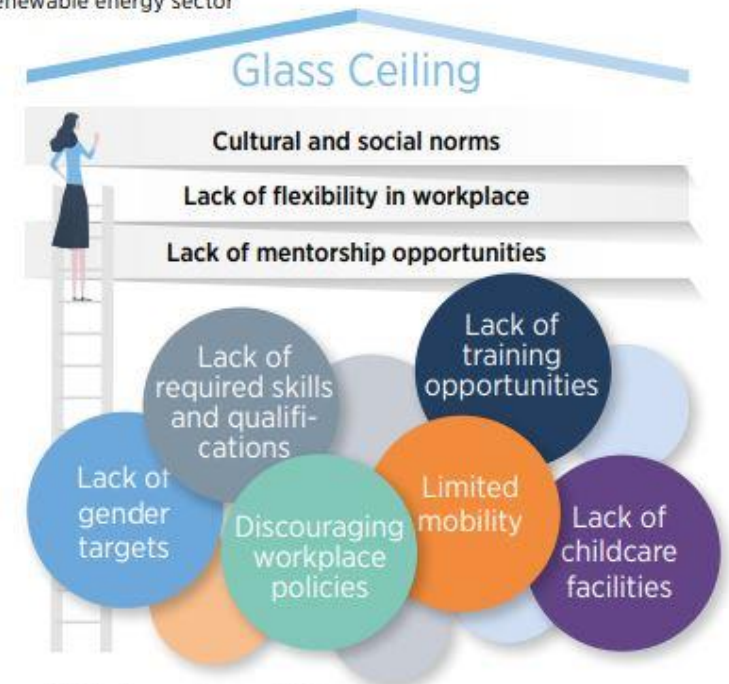 renewable energy sector
Glass Ceiling
Cultural and social norms
Lack of flexibility in workplace
Lack of mentorship opportunities
Lack of
training
opportunities
Lack of
required skills
and qualifi-
cations
Lack of
gender
targets
Discouraging
workplace
policies
Limited
mobility
Lack of
childcare
facilities